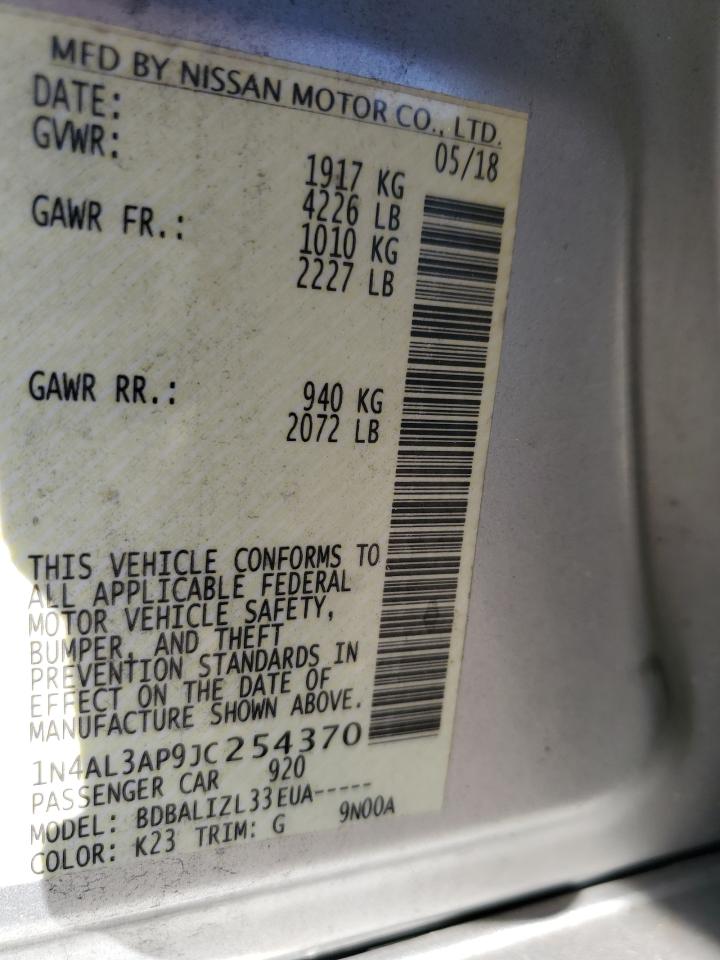 MFD BY NISSAN MOTOR CO., LTD.
DATE: 05/18
GVWR: 1917 KG
4226 LB
GAWR FR.: 1010 KG
2227 LB
GAWR RR.: 940 KG
2072 LB
THIS VEHICLE CONFORMS TO
ALL APPLICABLE FEDERAL
MOTOR VEHICLE SAFETY,
BUMPER, AND THEFT
PREVENTION STANDARDS IN
EFFECT ON THE DATE OF
MANUFACTURE SHOWN ABOVE.
1N4AL3AP9JC254370
PASSENGER CAR 920
MODEL: BDBALIZL33EUA-----
COLOR: K23 TRIM: G 9N00A